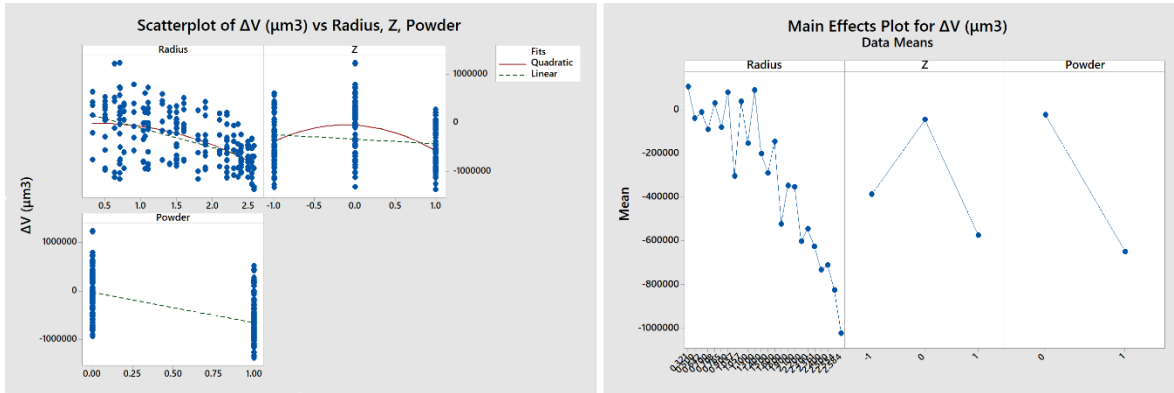 Scatterplot of ΔV (µm3) vs Radius, Z, Powder
Radius
Z
Fits
Quadratic
Linear
1000000
0
-1000000
0.5 1.0 1.5 2.0 2.5
-1.0 -0.5 0.0 0.5 1.0
ΔV (µm3)
Powder
1000000
0
-1000000
0.00 0.25 0.50 0.75 1.00
Main Effects Plot for ΔV (µm3)
Data Means
Radius
Z
Powder
Mean
0
-200000
-400000
-600000
-800000
-1000000
0.321
-1 0 1
0 1